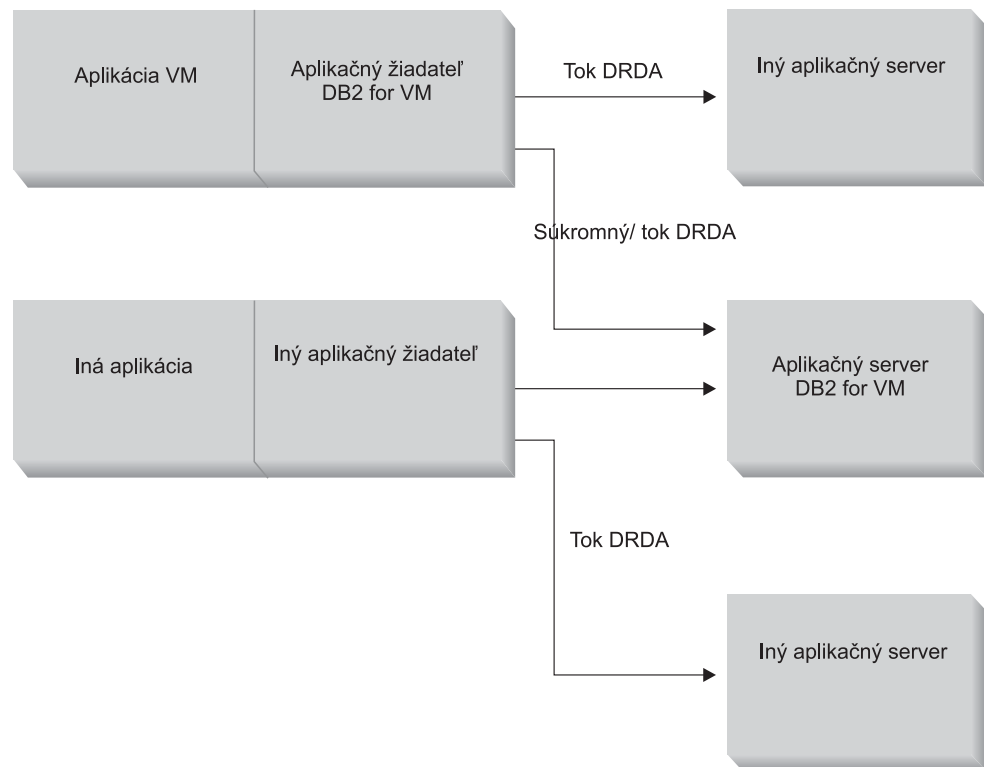 Aplikácia VM
Aplikačný žiadateľ
DB2 for VM
Tok DRDA
Iný aplikačný server
Súkromný/ tok DRDA
Iná aplikácia
Iný aplikačný žiadateľ
Aplikačný server
DB2 for VM
Tok DRDA
Iný aplikačný server